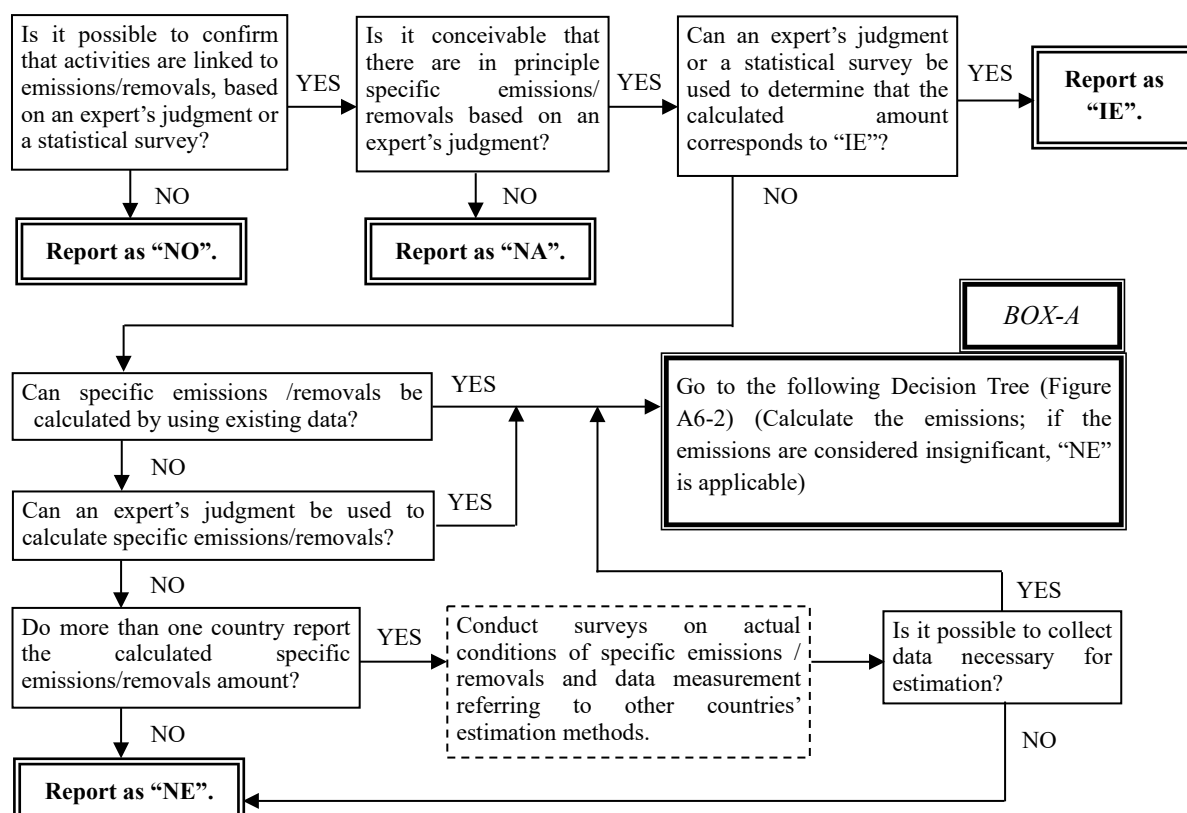 Is it possible to confirm
that activities are linked to
emissions/removals, based
on an expert’s judgment or
a statistical survey?
YES
Is it conceivable that
there are in principle
specific emissions/
removals based on an
expert’s judgment?
YES
Can an expert’s judgment
or a statistical survey be
used to determine that the
calculated amount
corresponds to “IE”?
YES
Report as
“IE”.
NO
NO
NO
Report as “NO”.
Report as “NA”.
BOX-A
Can specific emissions /removals be
calculated by using existing data?
YES
Go to the following Decision Tree (Figure
A6-2) (Calculate the emissions; if the
emissions are considered insignificant, “NE”
is applicable)
NO
Can an expert’s judgment be used to
calculate specific emissions/removals?
YES
NO
YES
Do more than one country report
the calculated specific
emissions/removals amount?
YES
Conduct surveys on actual
conditions of specific emissions /
removals and data measurement
referring to other countries’
estimation methods.
Is it possible to collect
data necessary for
estimation?
NO
NO
Report as “NE”.